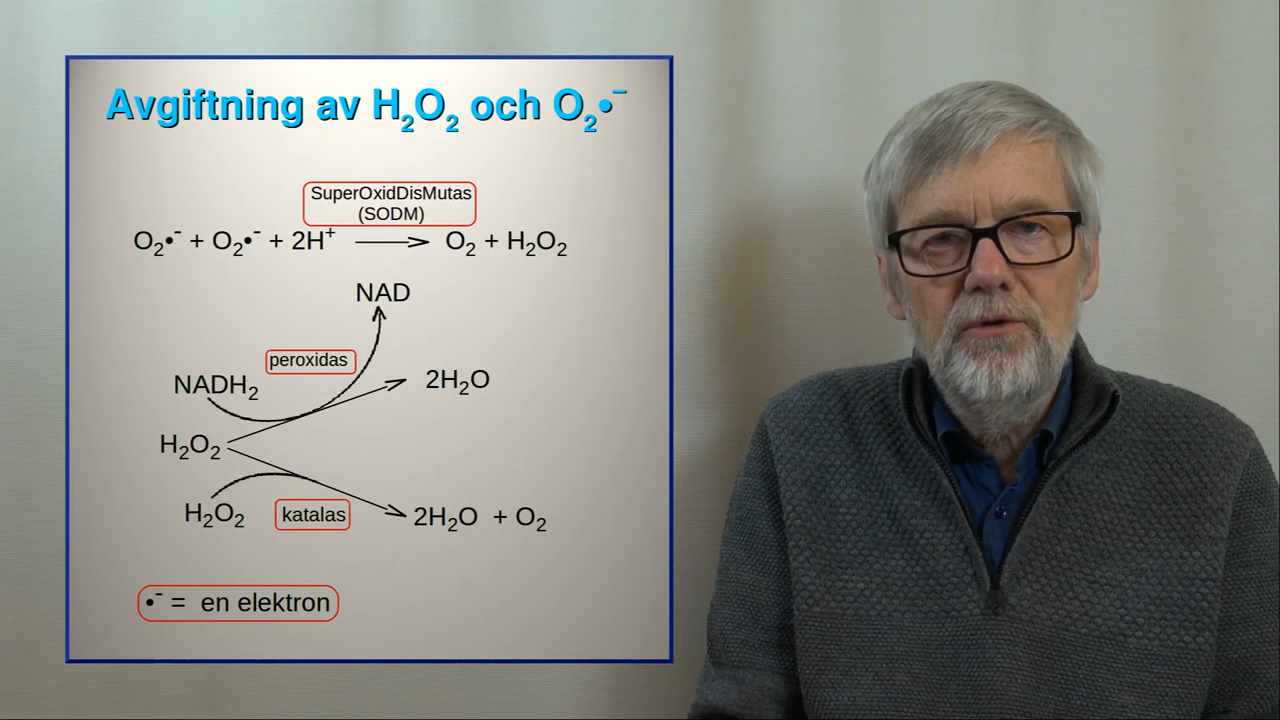 Avgiftning av H₂O₂ och O₂•⁻
SuperOxidDisMutas
(SODM)
O₂•⁻ + O₂•⁻ + 2H⁺ → O₂ + H₂O₂
NAD
peroxidas
NADH₂
2H₂O
H₂O₂
H₂O₂
katalas
2H₂O + O₂
•⁻ = en elektron